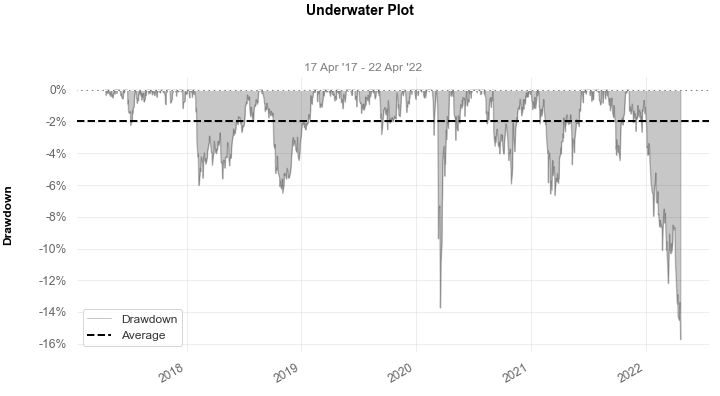 Underwater Plot
17 Apr '17 - 22 Apr '22
0%
-2%
-4%
-6%
-8%
-10%
-12%
-14%
-16%
Drawdown
Drawdown
Average
2018
2019
2020
2021
2022